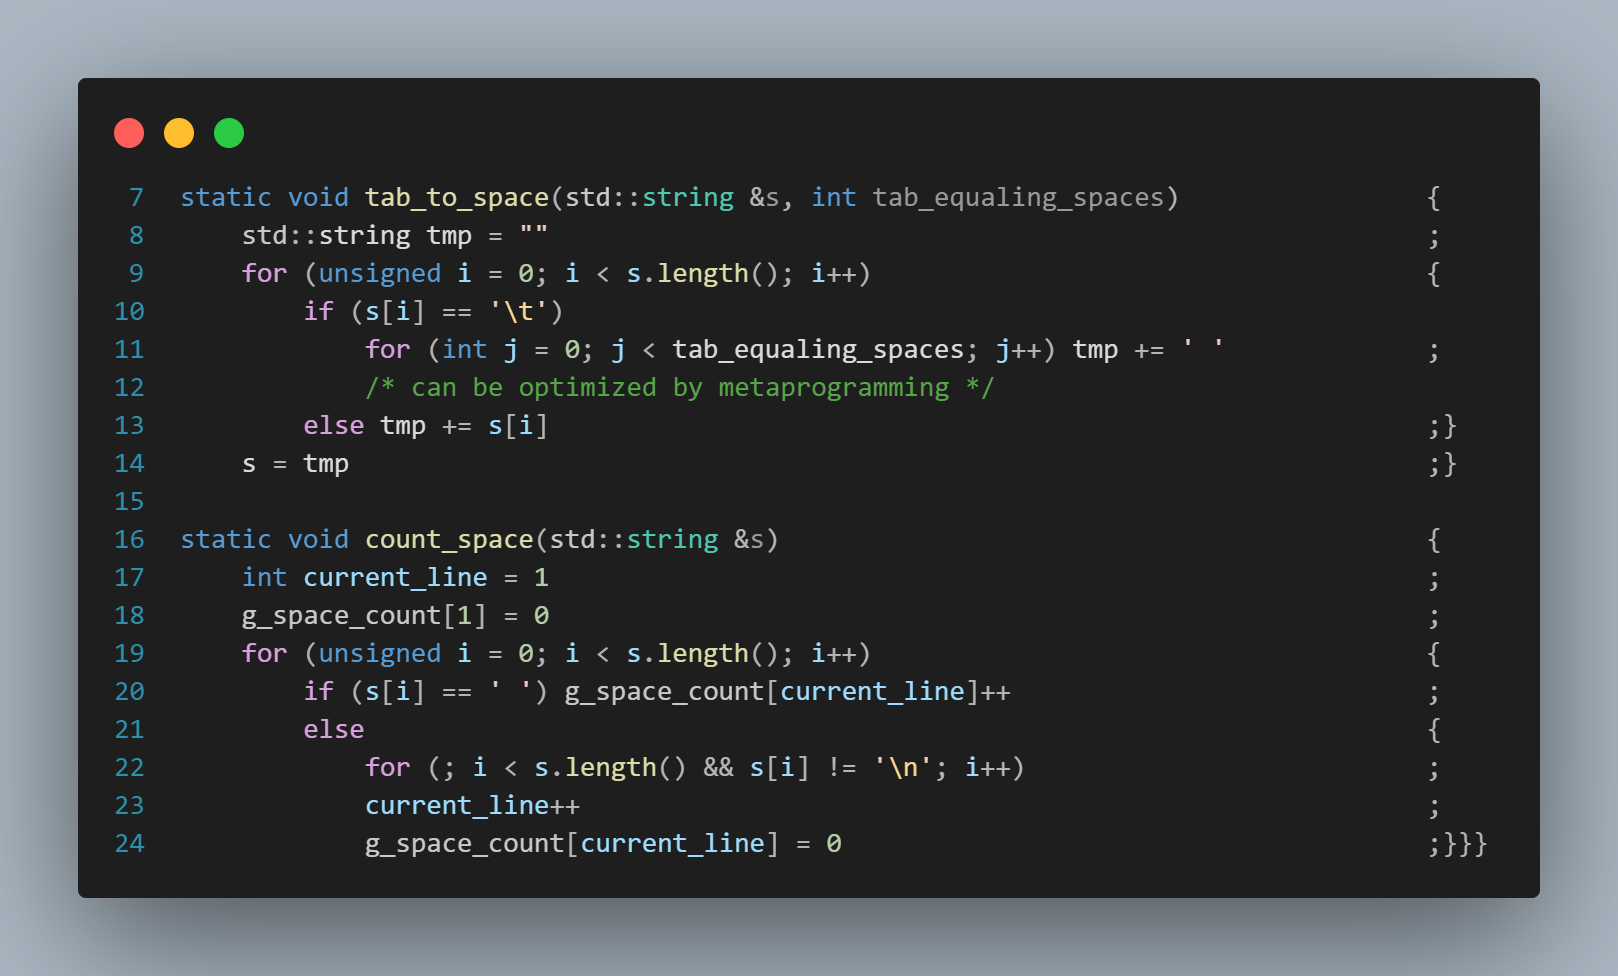 7 static void tab_to_space(std::string &s, int tab_equaling_spaces) {
8 std::string tmp = "" ;
9 for (unsigned i = 0; i < s.length(); i++) {
10 if (s[i] == '\t')
11 for (int j = 0; j < tab_equaling_spaces; j++) tmp += ' ' ;
12 /* can be optimized by metaprogramming */
13 else tmp += s[i] ;}
14 s = tmp ;}
15
16 static void count_space(std::string &s) {
17 int current_line = 1 ;
18 g_space_count[1] = 0 ;
19 for (unsigned i = 0; i < s.length(); i++) {
20 if (s[i] == ' ') g_space_count[current_line]++ ;
21 else {
22 for (; i < s.length() && s[i] != '\n'; i++) ;
23 current_line++ ;
24 g_space_count[current_line] = 0 ;}}}